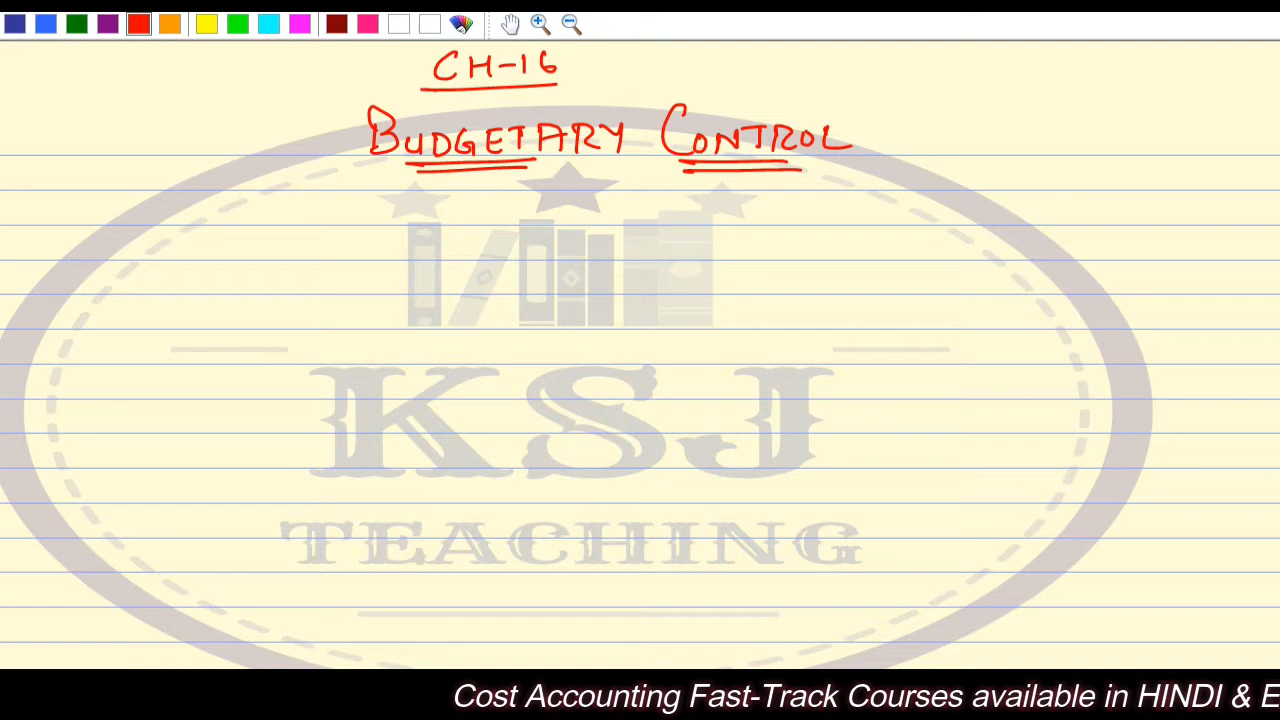 CH-16
BUDGETARY CONTROL
KSJ
TEACHING
Cost Accounting Fast-Track Courses available in HINDI & E